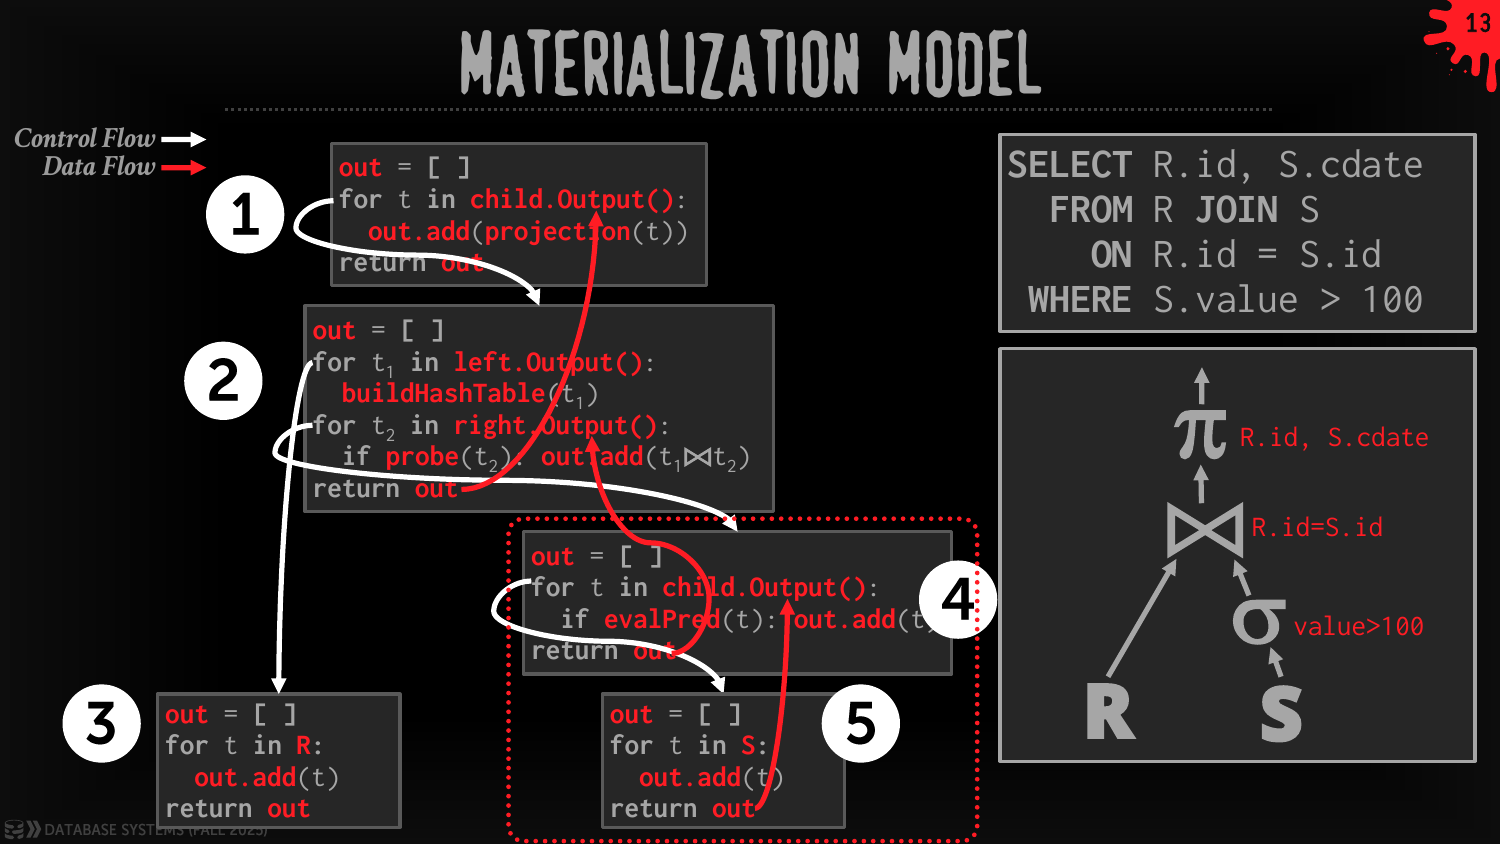 13
MATERIALIZATION MODEL
Control Flow
Data Flow
1
out = [ ]
for t in child.Output():
out.add(projection(t))
return out
2
out = [ ]
for t1 in left.Output():
buildHashTable(t1)
for t2 in right.Output():
if probe(t2): out.add(t1⋈t2)
return out
3
out = [ ]
for t in R:
out.add(t)
return out
4
out = [ ]
for t in child.Output():
if evalPred(t): out.add(t
return out
5
out = [ ]
for t in S:
out.add(t)
return out
SELECT R.id, S.cdate
FROM R JOIN S
ON R.id = S.id
WHERE S.value > 100
π R.id, S.cdate
⋈ R.id=S.id
σ value>100
R S
DATABASE SYSTEMS (FALL 2025)